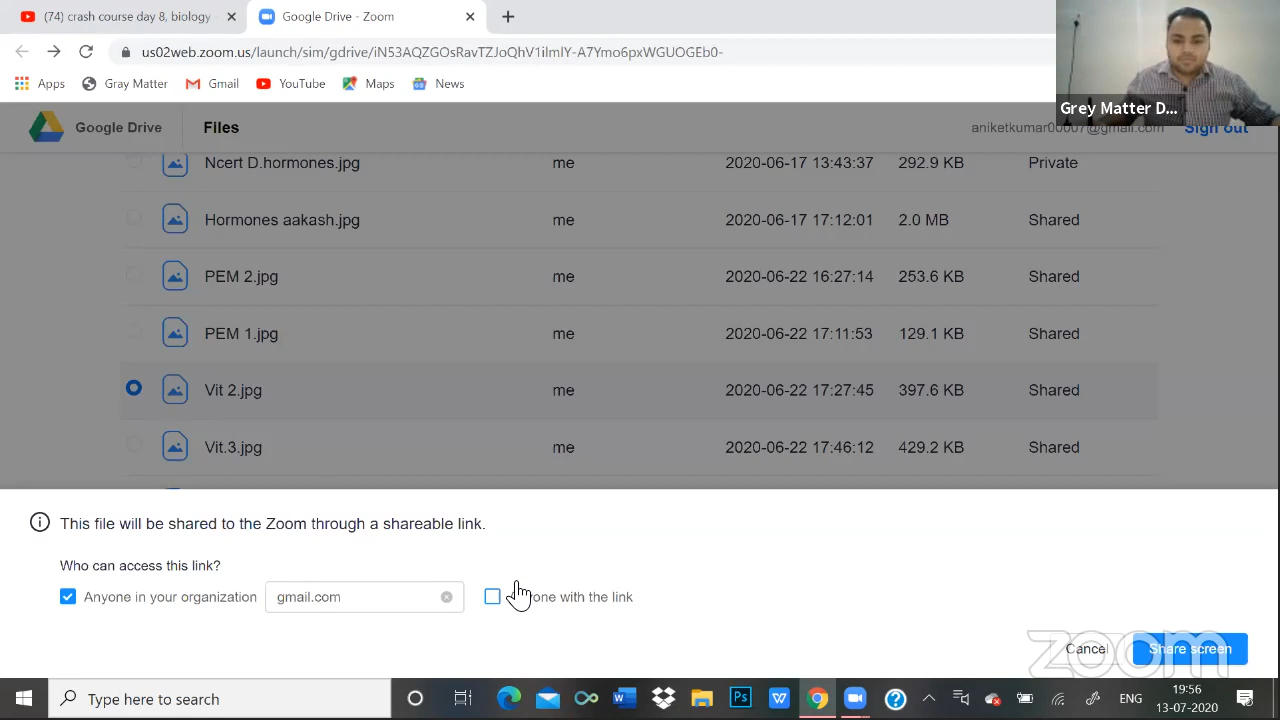 (74) crash course day 8, biology
Google Drive - Zoom
us02web.zoom.us/launch/sim/gdrive/iN53AQZGOsRavTZJoQhV1ilmlY-A7Ymo6pxWGUOGEb0-
Apps Gray Matter Gmail YouTube Maps News
Grey Matter D...
Google Drive Files aniketkumar00007@gmail.com Sign out
Ncert D.hormones.jpg me 2020-06-17 13:43:37 292.9 KB Private
Hormones aakash.jpg me 2020-06-17 17:12:01 2.0 MB Shared
PEM 2.jpg me 2020-06-22 16:27:14 253.6 KB Shared
PEM 1.jpg me 2020-06-22 17:11:53 129.1 KB Shared
Vit 2.jpg me 2020-06-22 17:27:45 397.6 KB Shared
Vit.3.jpg me 2020-06-22 17:46:12 429.2 KB Shared
This file will be shared to the Zoom through a shareable link.
Who can access this link?
Anyone in your organization gmail.com with the link
zoom
Cancel Share screen
Type here to search ENG 19:56
13-07-2020